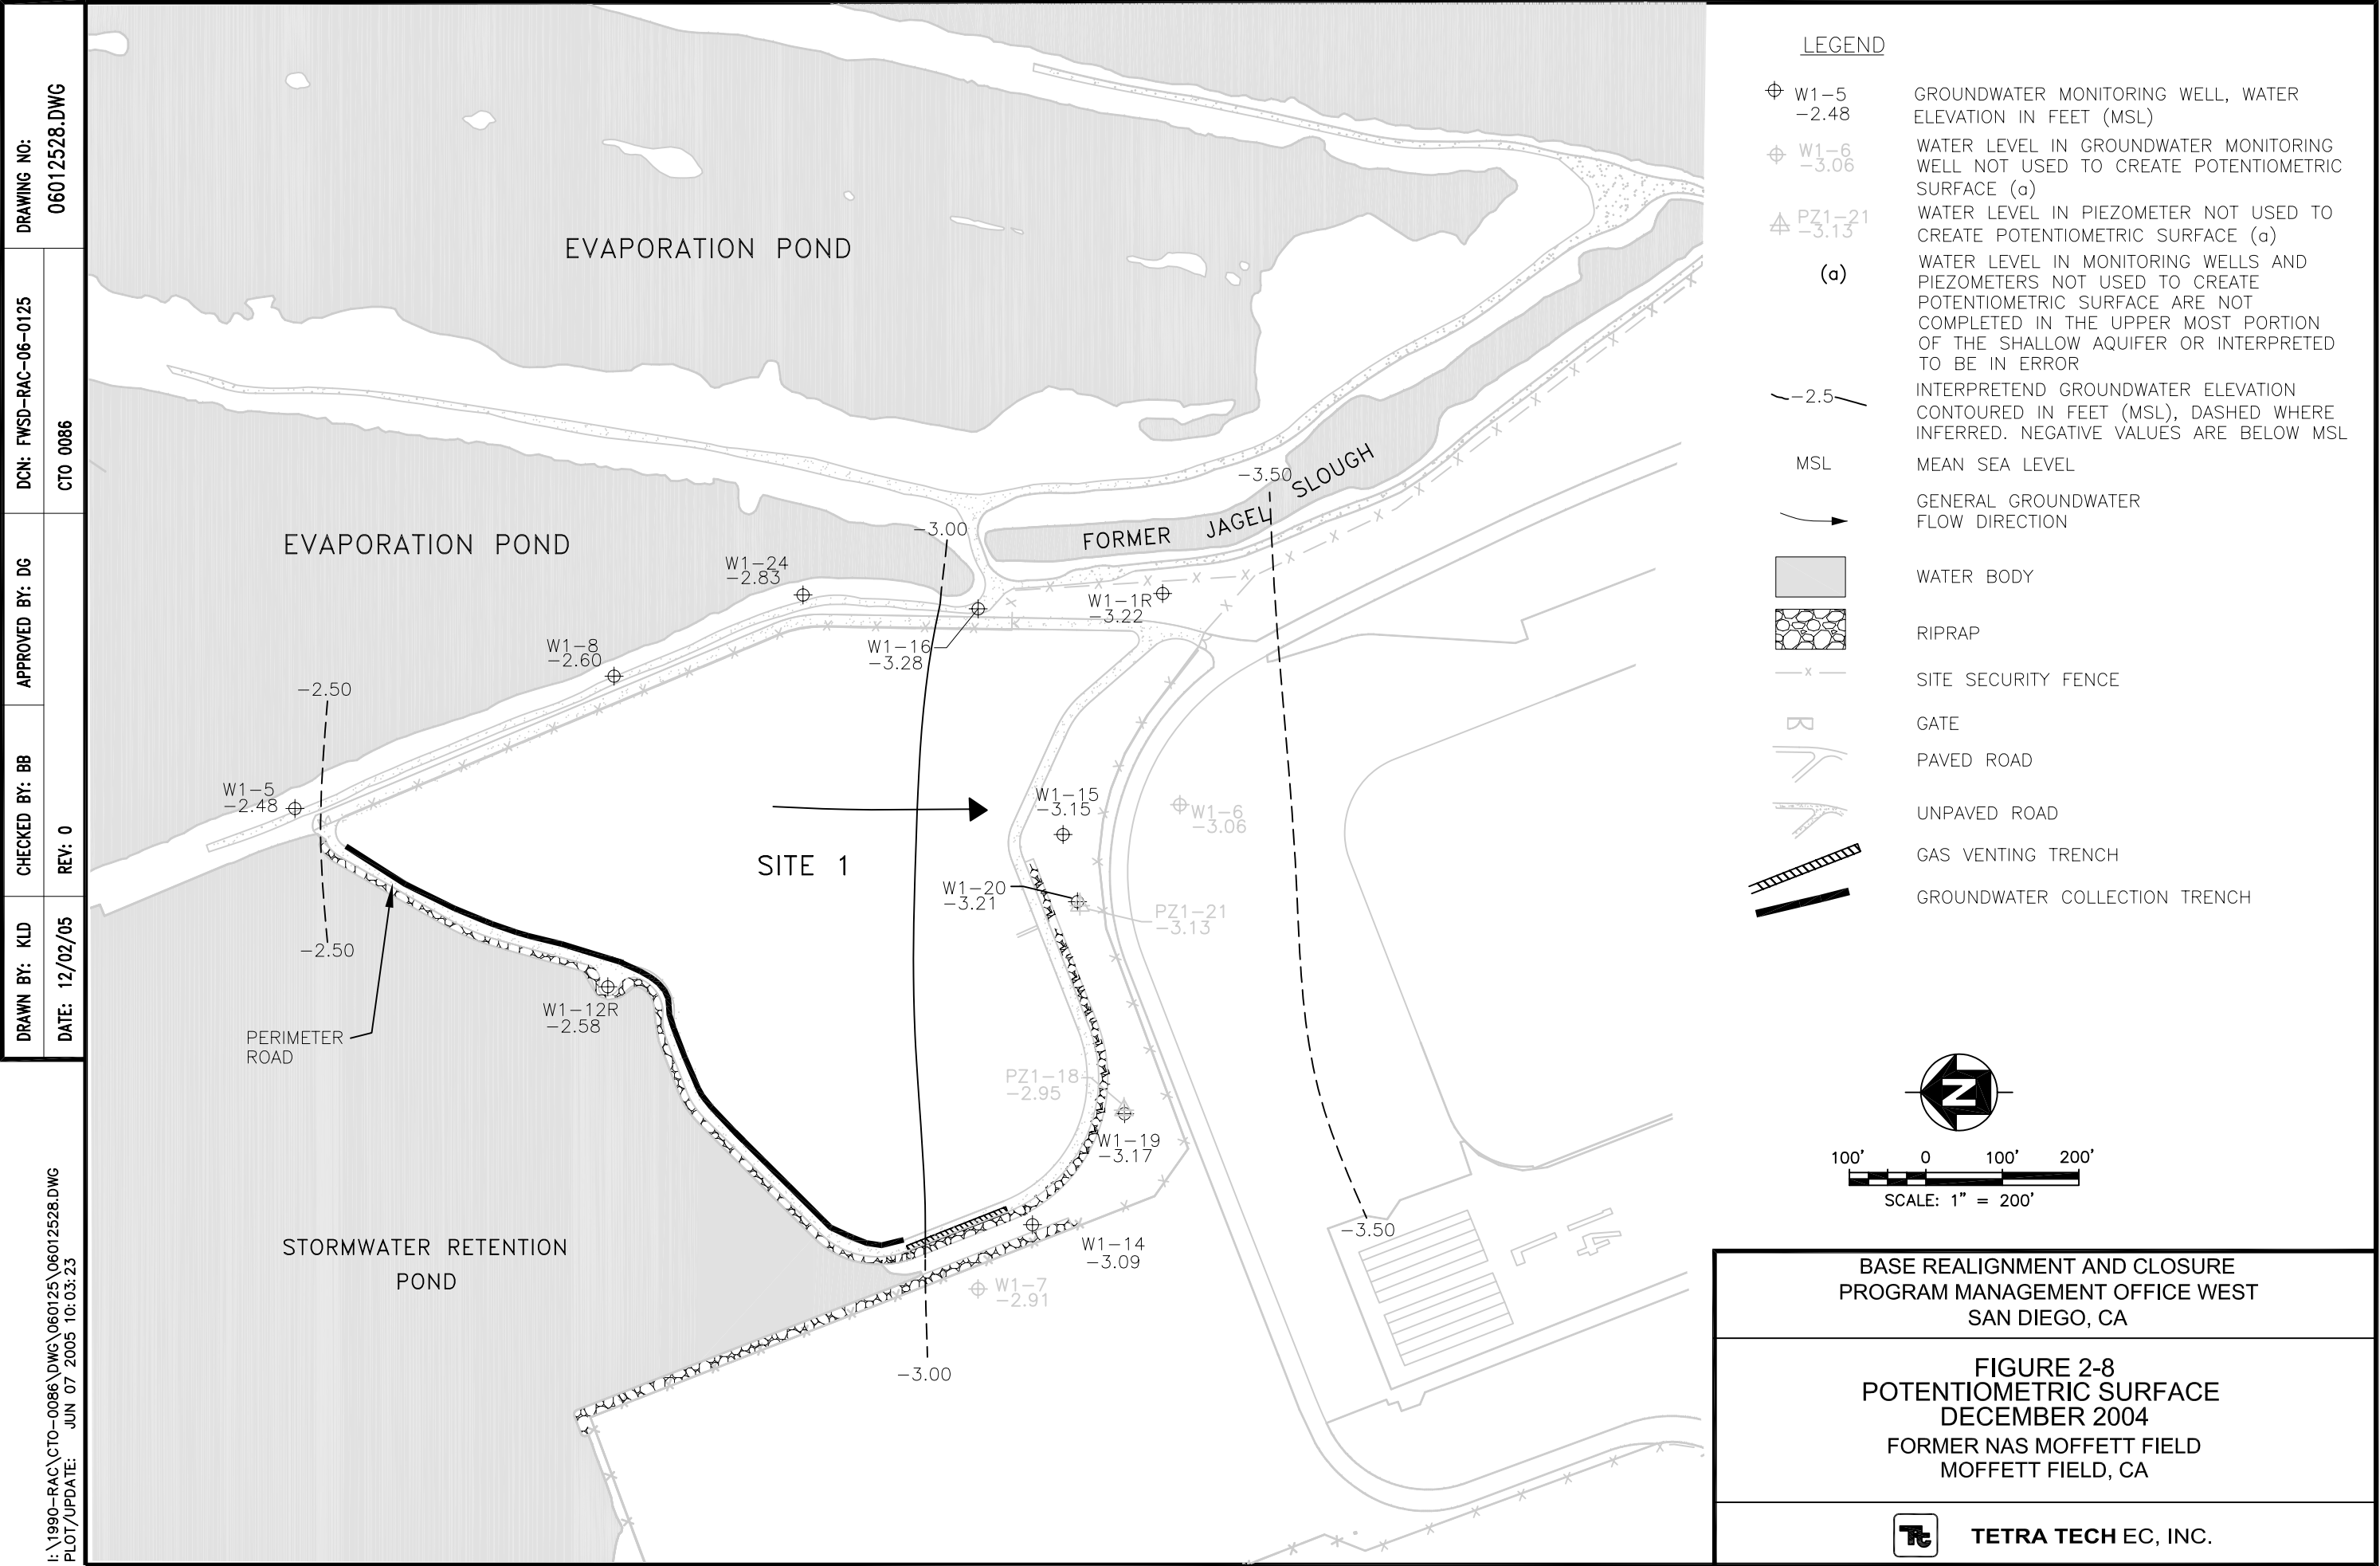 DRAWING NO:
060125528.DWG
DCN: FWSD-RAC-06-0125
CTO 0086
APPROVED BY: DG
CHECKED BY: BB
REV: 0
DRAWN BY: KLD
DATE: 12/02/05
I:\1990-RAC\CTO-0086\DWG\060125\060125528.DWG
PLOT/UPDATE: JUN 07 2005 10:03:23
EVAPORATION POND
EVAPORATION POND
-3.50
SLOUGH
FORMER JAGEL
-3.00
W1-24
-2.83
W1-1R
-3.22
W1-8
-2.60
W1-16
-3.28
-2.50
W1-5
-2.48
W1-15
-3.15
W1-6
-3.06
SITE 1
W1-20
-3.21
PZ1-21
-3.13
-2.50
W1-12R
-2.58
PERIMETER
ROAD
PZ1-18
-2.95
W1-19
-3.17
-3.50
14
L
W1-14
-3.09
STORMWATER RETENTION
POND
W1-7
-2.91
-3.00
LEGEND
W1-5
-2.48
GROUNDWATER MONITORING WELL, WATER
ELEVATION IN FEET (MSL)
W1-6
-3.06
WATER LEVEL IN GROUNDWATER MONITORING
WELL NOT USED TO CREATE POTENTIOMETRIC
SURFACE (a)
PZ1-21
-3.13
WATER LEVEL IN PIEZOMETER NOT USED TO
CREATE POTENTIOMETRIC SURFACE (a)
(a)
WATER LEVEL IN MONITORING WELLS AND
PIEZOMETERS NOT USED TO CREATE
POTENTIOMETRIC SURFACE ARE NOT
COMPLETED IN THE UPPER MOST PORTION
OF THE SHALLOW AQUIFER OR INTERPRETED
TO BE IN ERROR
-2.5
INTERPRETEND GROUNDWATER ELEVATION
CONTOURED IN FEET (MSL), DASHED WHERE
INFERRED. NEGATIVE VALUES ARE BELOW MSL
MSL
MEAN SEA LEVEL
GENERAL GROUNDWATER
FLOW DIRECTION
WATER BODY
RIPRAP
SITE SECURITY FENCE
GATE
PAVED ROAD
UNPAVED ROAD
GAS VENTING TRENCH
GROUNDWATER COLLECTION TRENCH
N
100' 0 100' 200'
SCALE: 1" = 200'
BASE REALIGNMENT AND CLOSURE
PROGRAM MANAGEMENT OFFICE WEST
SAN DIEGO, CA
FIGURE 2-8
POTENTIOMETRIC SURFACE
DECEMBER 2004
FORMER NAS MOFFETT FIELD
MOFFETT FIELD, CA
TETRA TECH EC, INC.